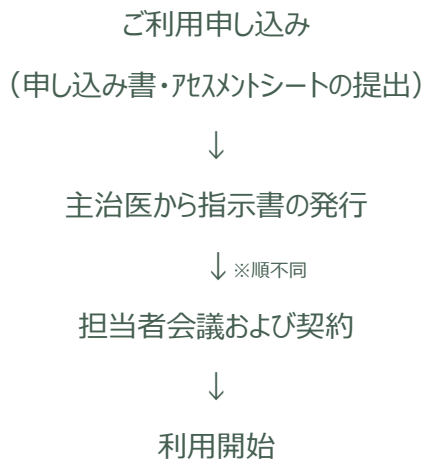 ご利用申し込み
（申し込み書・ｱｾｽﾒﾝﾄシートの提出）
↓
主治医から指示書の発行
↓ ※順不同
担当者会議および契約
↓
利用開始